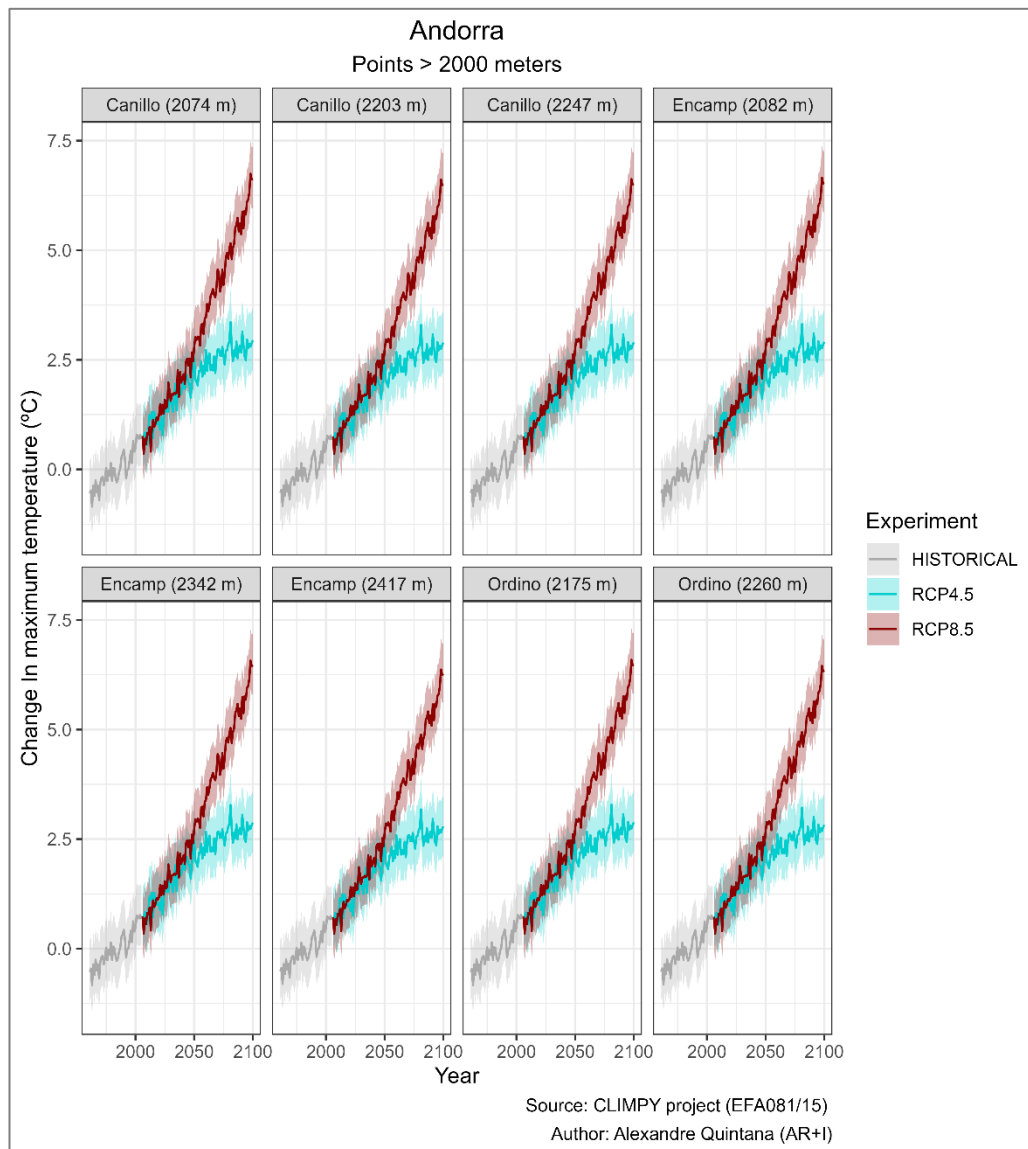 Andorra
Points > 2000 meters
Canillo (2074 m)
Canillo (2203 m)
Canillo (2247 m)
Encamp (2082 m)
7.5
5.0
2.5
0.0
Change In maximum temperature (ºC)
Encamp (2342 m)
Encamp (2417 m)
Ordino (2175 m)
Ordino (2260 m)
7.5
5.0
2.5
0.0
2000 2050 2100
2000 2050 2100
2000 2050 2100
2000 2050 2100
Year
Experiment
HISTORICAL
RCP4.5
RCP8.5
Source: CLIMPY project (EFA081/15)
Author: Alexandre Quintana (AR+I)